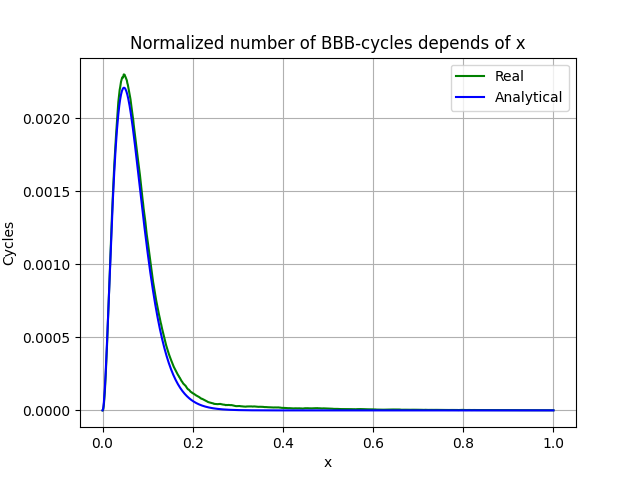 Normalized number of BBB-cycles depends of x
Real
Analytical
Cycles
0.0020
0.0015
0.0010
0.0005
0.0000
0.0 0.2 0.4 0.6 0.8 1.0
x